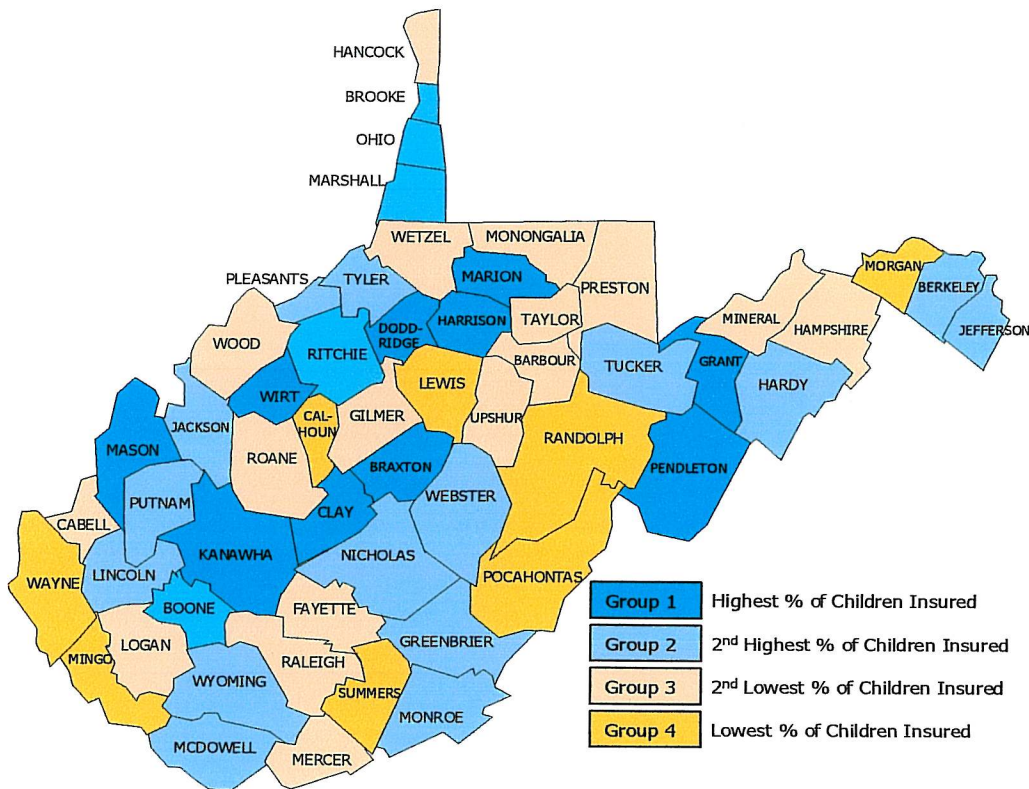 HANCOCK
BROOKE
OHIO
MARSHALL
WETZEL
MONONGALIA
MARION
PLEASANTS
TYLER
PRESTON
MORGAN
BERKELEY
JEFFERSON
MINERAL
HAMPSHIRE
WOOD
RITCHIE
DODD-
RIDGE
HARRISON
TAYLOR
BARBOUR
TUCKER
GRANT
HARDY
WIRT
CAL-
HOUN
GILMER
LEWIS
UPSHUR
RANDOLPH
JACKSON
MASON
ROANE
BRAXTON
WEBSTER
PENDLETON
PUTNAM
CLAY
CABELL
KANAWHA
NICHOLAS
WAYNE
LINCOLN
BOONE
FAYETTE
POCAHONTAS
GREENBRIER
LOGAN
MINGO
RALEIGH
WYOMING
SUMMERS
MONROE
MCDOWELL
MERCER
Group 1 Highest % of Children Insured
Group 2 2nd Highest % of Children Insured
Group 3 2nd Lowest % of Children Insured
Group 4 Lowest % of Children Insured